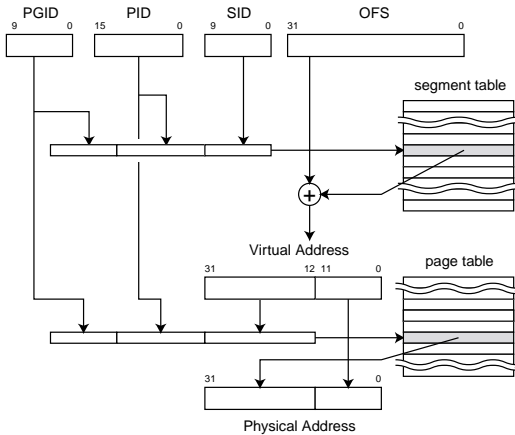 PGID PID SID OFS
9 0 15 0 9 0 31 0
segment table
+
Virtual Address
31 12 11 0
page table
31 0
Physical Address